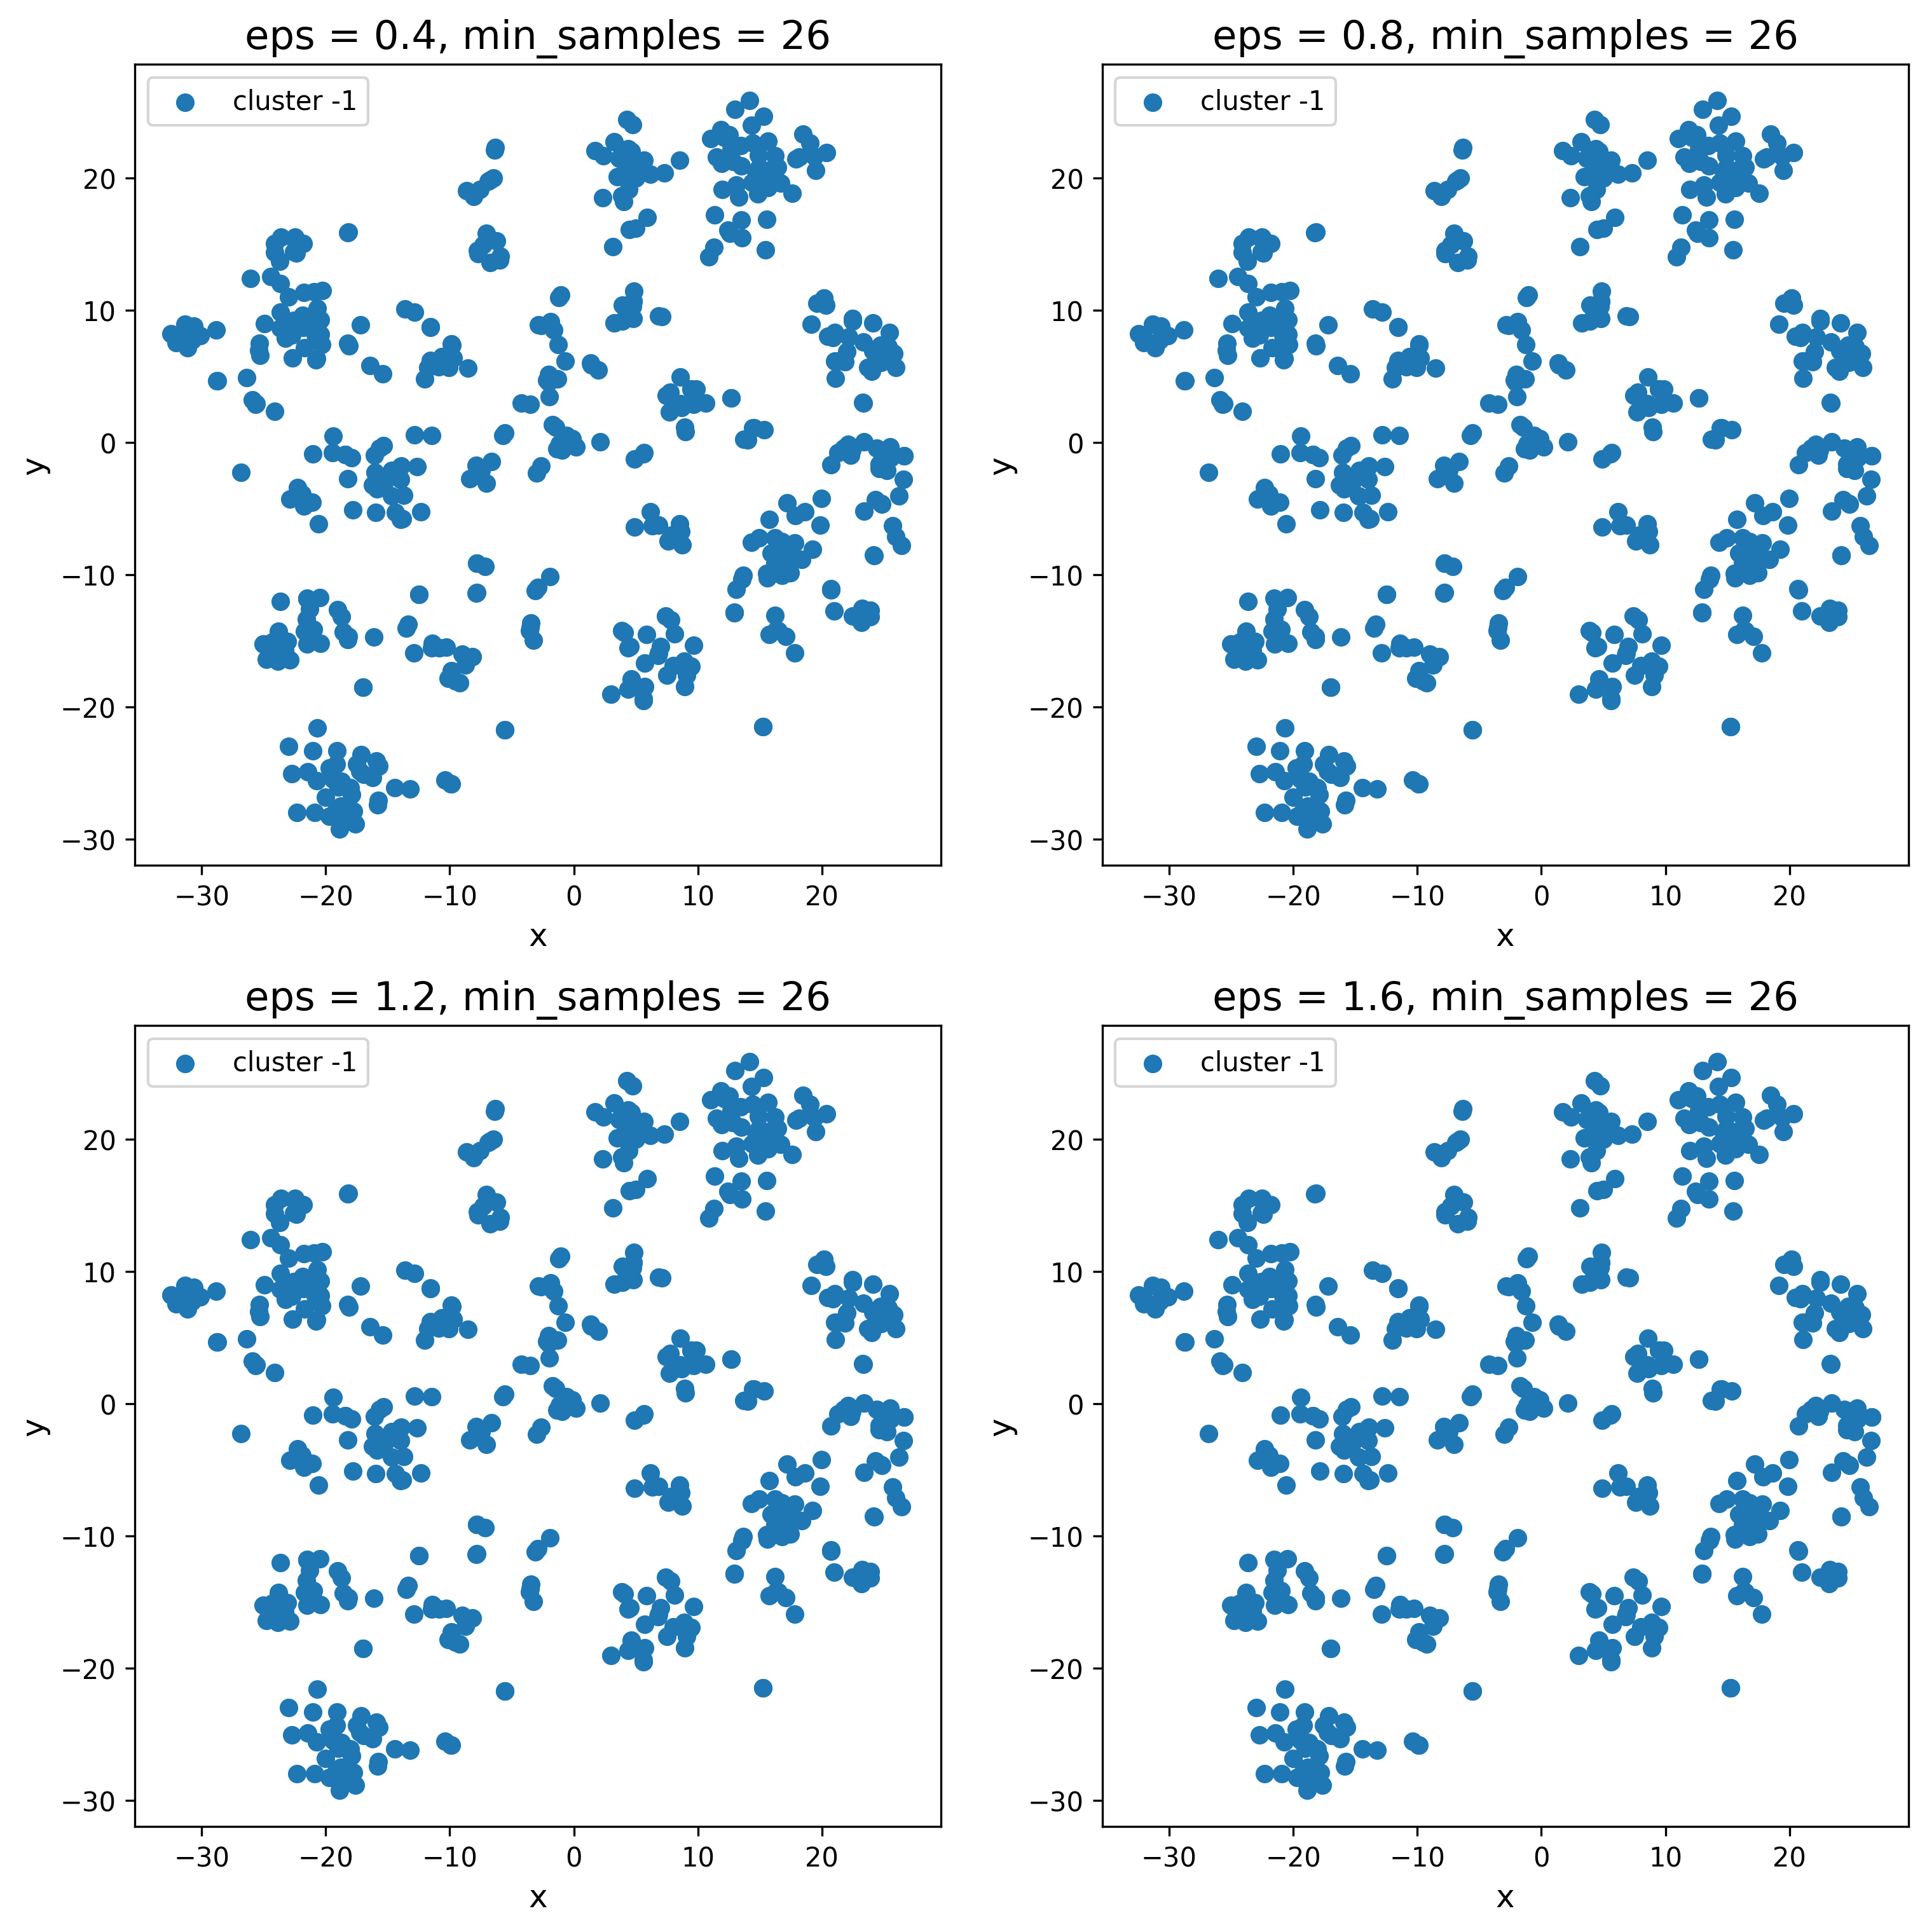 eps = 0.4, min_samples = 26
cluster -1
20
10
0
−10
−20
−30
y
−30 −20 −10 0 10 20
x
eps = 0.8, min_samples = 26
cluster -1
20
10
0
−10
−20
−30
y
−30 −20 −10 0 10 20
x
eps = 1.2, min_samples = 26
cluster -1
20
10
0
−10
−20
−30
y
−30 −20 −10 0 10 20
x
eps = 1.6, min_samples = 26
cluster -1
20
10
0
−10
−20
−30
y
−30 −20 −10 0 10 20
x